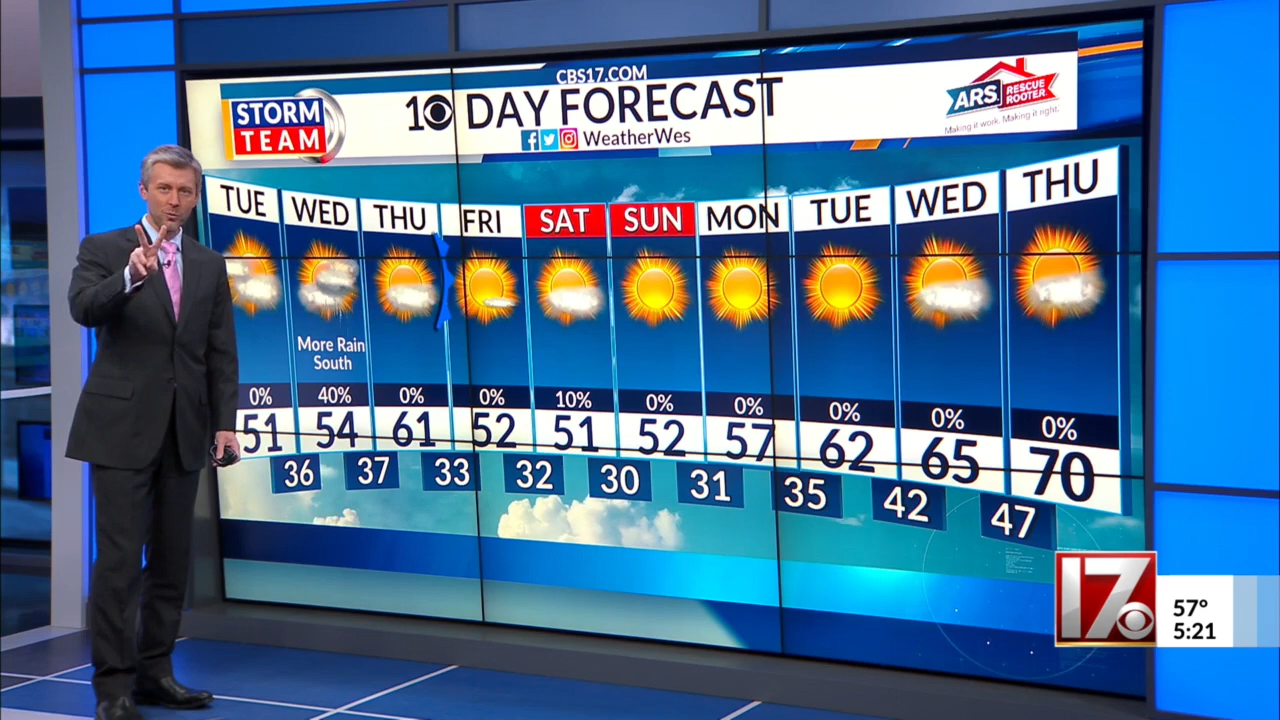 CBS17.COM
STORM
TEAM
10 DAY FORECAST
WeatherWes
ARS
RESCUE
ROOTER
Making it work. Making it right.
TUE WED THU FRI SAT SUN MON TUE WED THU
More Rain
South
0% 40% 0% 0% 10% 0% 0% 0% 0% 0%
51 54 61 52 51 52 57 62 65 70
36 37 33 32 30 31 35 42 47
17
57°
5:21